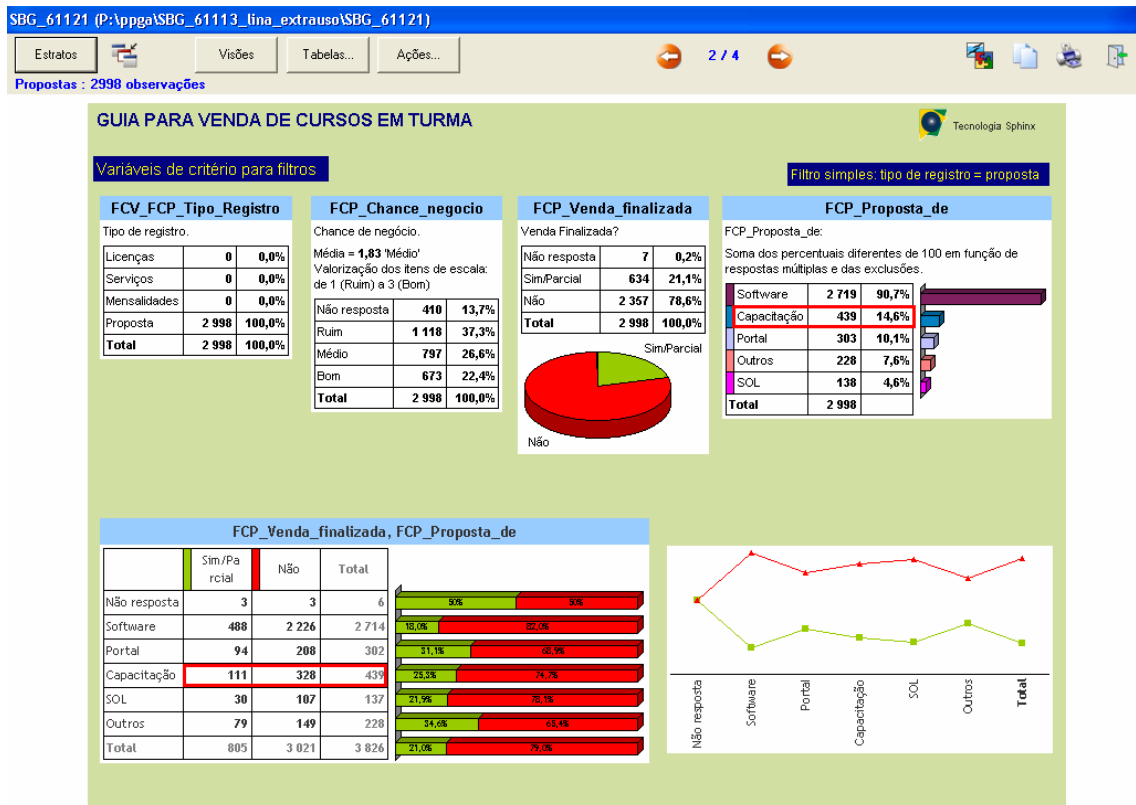 SBG_61121 (P:\ppga\SBG_61113_lina_extrauso\SBG_61121)
Estratos Visões Tabelas... Ações... 2 / 4
Propostas : 2998 observações
GUIA PARA VENDA DE CURSOS EM TURMA
Tecnologia Sphinx
Variáveis de critério para filtros
Filtro simples: tipo de registro = proposta
FCV_FCP_Tipo_Registro
Tipo de registro.
Licenças 0 0,0%
Serviços 0 0,0%
Mensalidades 0 0,0%
Proposta 2 998 100,0%
Total 2 998 100,0%
FCP_Chance_negocio
Chance de negócio.
Média = 1,83 'Médio'
Valorização dos itens de escala:
de 1 (Ruim) a 3 (Bom)
Não resposta 410 13,7%
Ruim 1 118 37,3%
Médio 797 26,6%
Bom 673 22,4%
Total 2 998 100,0%
FCP_Venda_finalizada
Venda Finalizada?
Não resposta 7 0,2%
Sim/Parcial 634 21,1%
Não 2 357 78,6%
Total 2 998 100,0%
Sim/Parcial
Não
FCP_Proposta_de
FCP_Proposta_de:
Soma dos percentuais diferentes de 100 em função de
respostas múltiplas e das exclusões.
Software 2 719 90,7%
Capacitação 439 14,6%
Portal 303 10,1%
Outros 228 7,6%
SOL 138 4,6%
Total 2 998
FCP_Venda_finalizada, FCP_Proposta_de
Sim/Pa
rcial Não Total
Não resposta 3 3 6 50% 50%
Software 488 2 226 2 714 18,0% 82,0%
Portal 94 208 302 31,1% 68,9%
Capacitação 111 328 439 25,3% 74,7%
SOL 30 107 137 21,9% 78,1%
Outros 79 149 228 34,6% 65,4%
Total 805 3 021 3 826 21,0% 79,0%
Não resposta
Software
Portal
Capacitação
SOL
Outros
Total